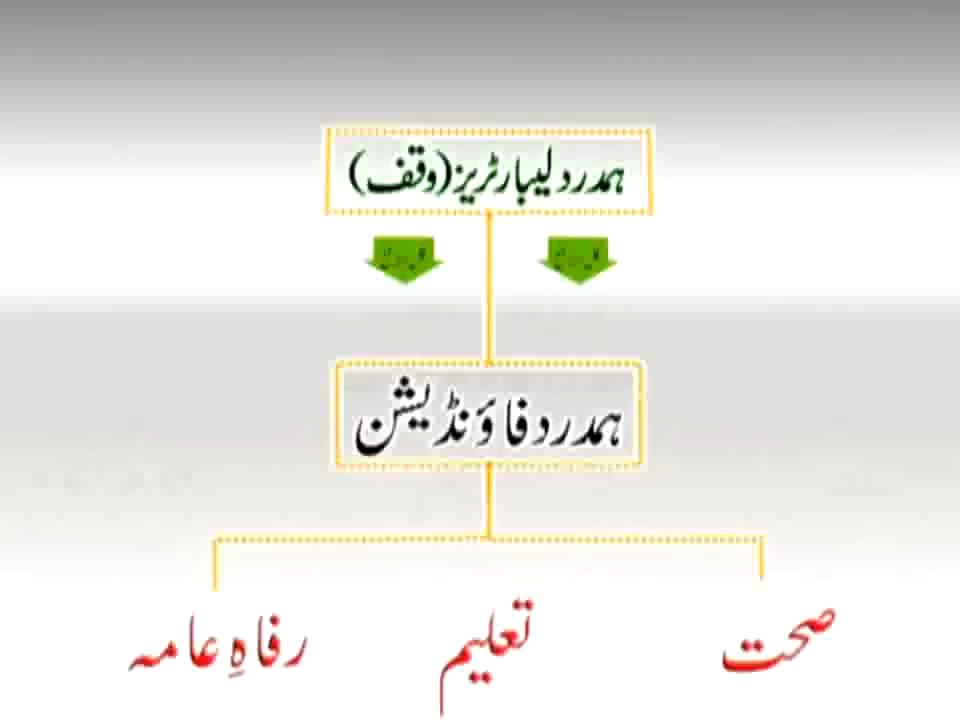 ہمدرد لیبارٹریز (وقف)
ہمدرد فاؤنڈیشن
صحت تعلیم رفاہِ عامہ